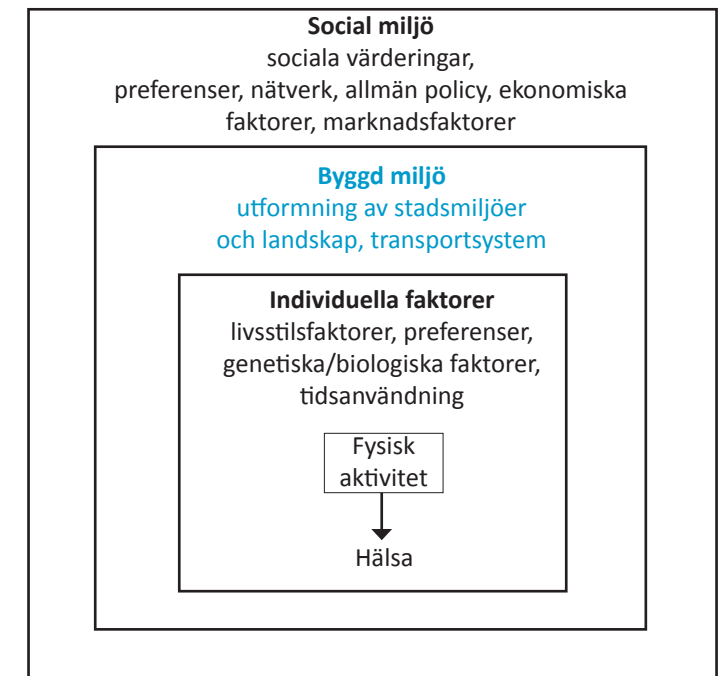 Social miljö
sociala värderingar,
preferenser, nätverk, allmän policy, ekonomiska
faktorer, marknadsfaktorer
Byggd miljö
utformning av stadsmiljöer
och landskap, transportsystem
Individuella faktorer
livsstilsfaktorer, preferenser,
genetiska/biologiska faktorer,
tidsanvändning
Fysisk
aktivitet
Hälsa